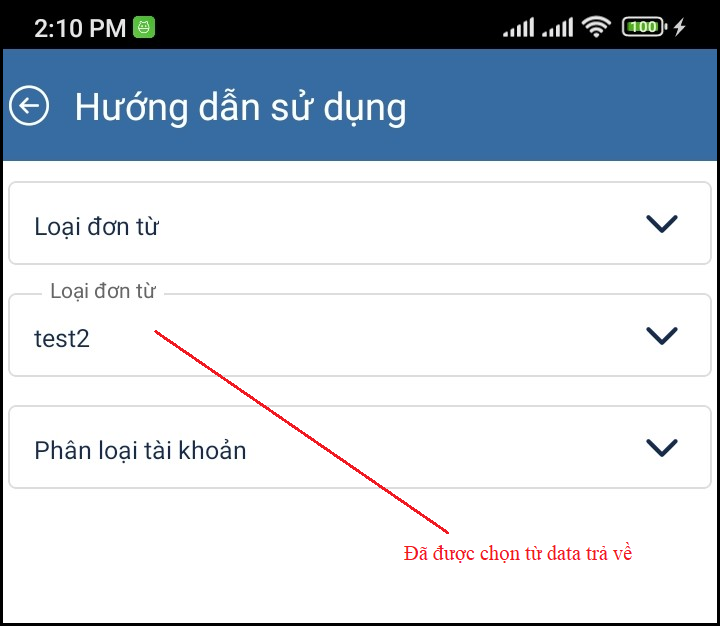 2:10 PM
100
Hướng dẫn sử dụng
Loại đơn từ
Loại đơn từ
test2
Phân loại tài khoản
Đã được chọn từ data trả về